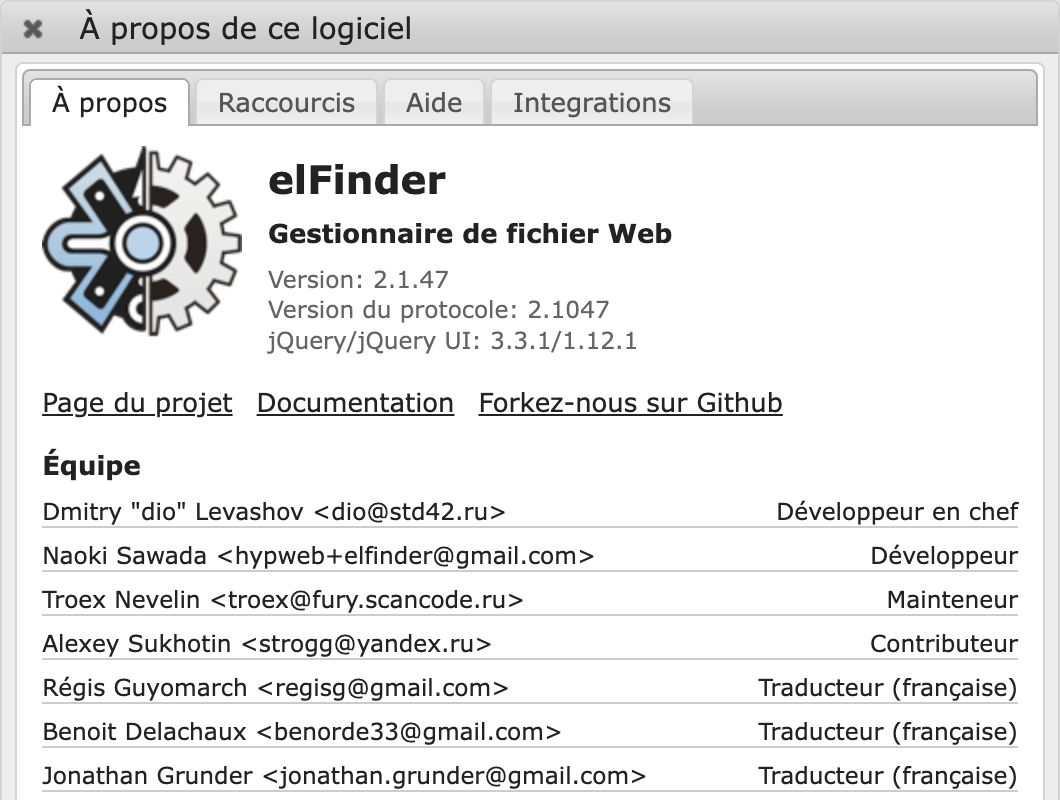 À propos de ce logiciel
À propos Raccourcis Aide Integrations
elFinder
Gestionnaire de fichier Web
Version: 2.1.47
Version du protocole: 2.1047
jQuery/jQuery UI: 3.3.1/1.12.1
Page du projet Documentation Forkez-nous sur Github
Équipe
Dmitry "dio" Levashov <dio@std42.ru> Développeur en chef
Naoki Sawada <hypweb+elfinder@gmail.com> Développeur
Troex Nevelin <troex@fury.scancode.ru> Mainteneur
Alexey Sukhotin <strogg@yandex.ru> Contributeur
Régis Guyomarch <regisg@gmail.com> Traducteur (française)
Benoit Delachaux <benorde33@gmail.com> Traducteur (française)
Jonathan Grunder <jonathan.grunder@gmail.com> Traducteur (française)